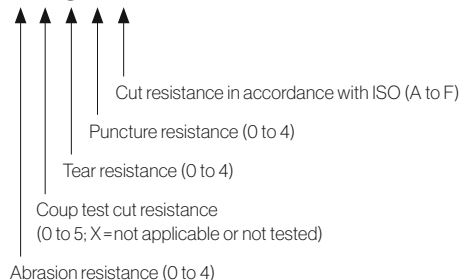 Cut resistance in accordance with ISO (A to F)
Puncture resistance (0 to 4)
Tear resistance (0 to 4)
Coup test cut resistance
(0 to 5; X = not applicable or not tested)
Abrasion resistance (0 to 4)